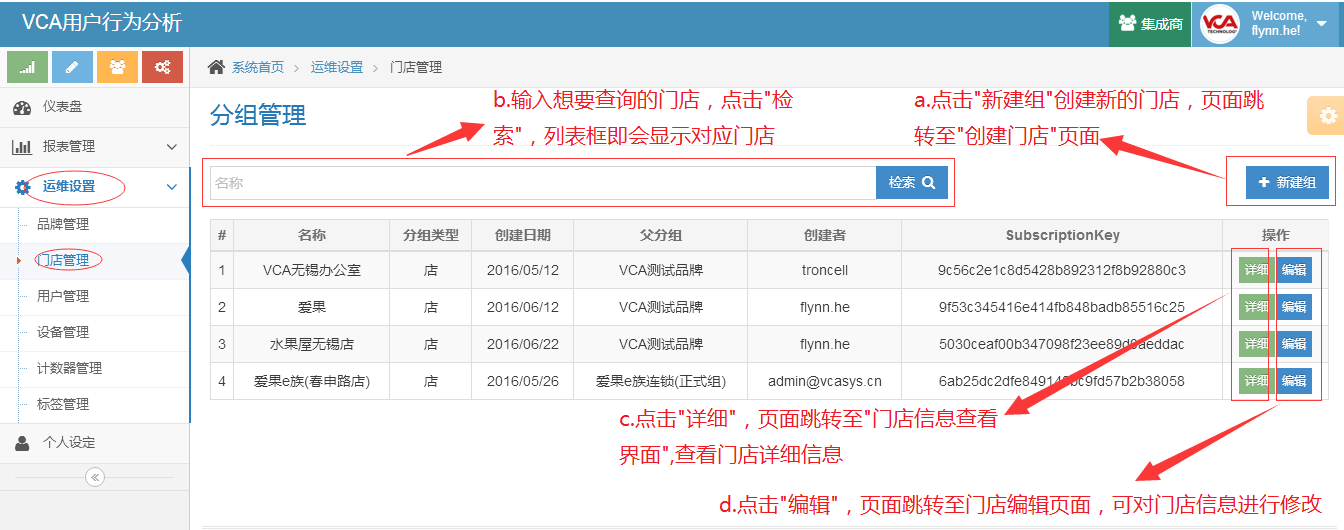 VCA用户行为分析
集成商
VCA
TECHNOLOGY
Welcome,
flynn.he!
系统首页 > 运维设置 > 门店管理
仪表盘
报表管理
运维设置
品牌管理
门店管理
用户管理
设备管理
计数器管理
标签管理
个人设定
分组管理
b.输入想要查询的门店，点击"检
索"，列表框即会显示对应门店
a.点击"新建组"创建新的门店，页面跳
转至"创建门店"页面
名称
检索
+ 新建组
# 名称 分组类型 创建日期 父分组 创建者 SubscriptionKey 操作
1 VCA无锡办公室 店 2016/05/12 VCA测试品牌 troncell 9c56c2e1c8d5428b892312f8b92880c3 详细 编辑
2 爱果 店 2016/06/12 VCA测试品牌 flynn.he 9f53c345416e414fb848badb85516c25 详细 编辑
3 水果屋无锡店 店 2016/06/22 VCA测试品牌 flynn.he 详细 编辑
4 爱果e族(春申路店) 店 2016/05/26 爱果e族连锁(正式组) admin@vcasys.cn 详细 编辑
c.点击"详细"，页面跳转至"门店信息查看
界面",查看门店详细信息
d.点击"编辑"，页面跳转至门店编辑页面，可对门店信息进行修改